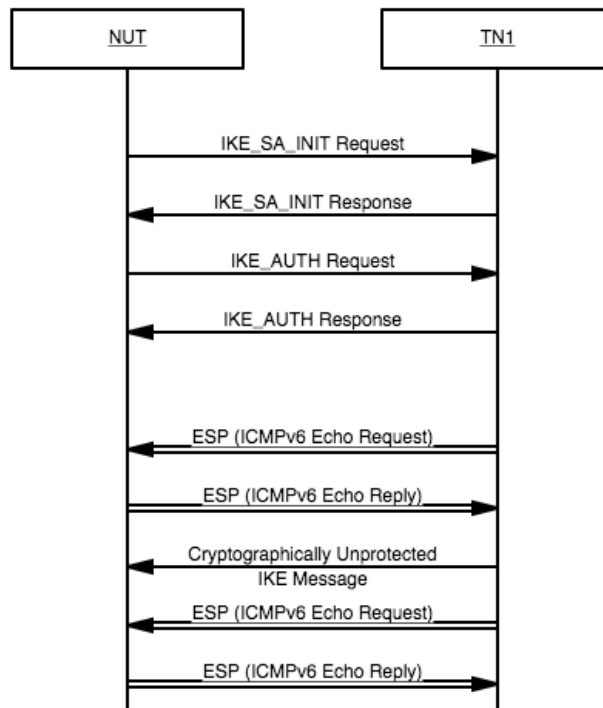 NUT
TN1
IKE_SA_INIT Request
IKE_SA_INIT Response
IKE_AUTH Request
IKE_AUTH Response
ESP (ICMPv6 Echo Request)
ESP (ICMPv6 Echo Reply)
Cryptographically Unprotected
IKE Message
ESP (ICMPv6 Echo Request)
ESP (ICMPv6 Echo Reply)